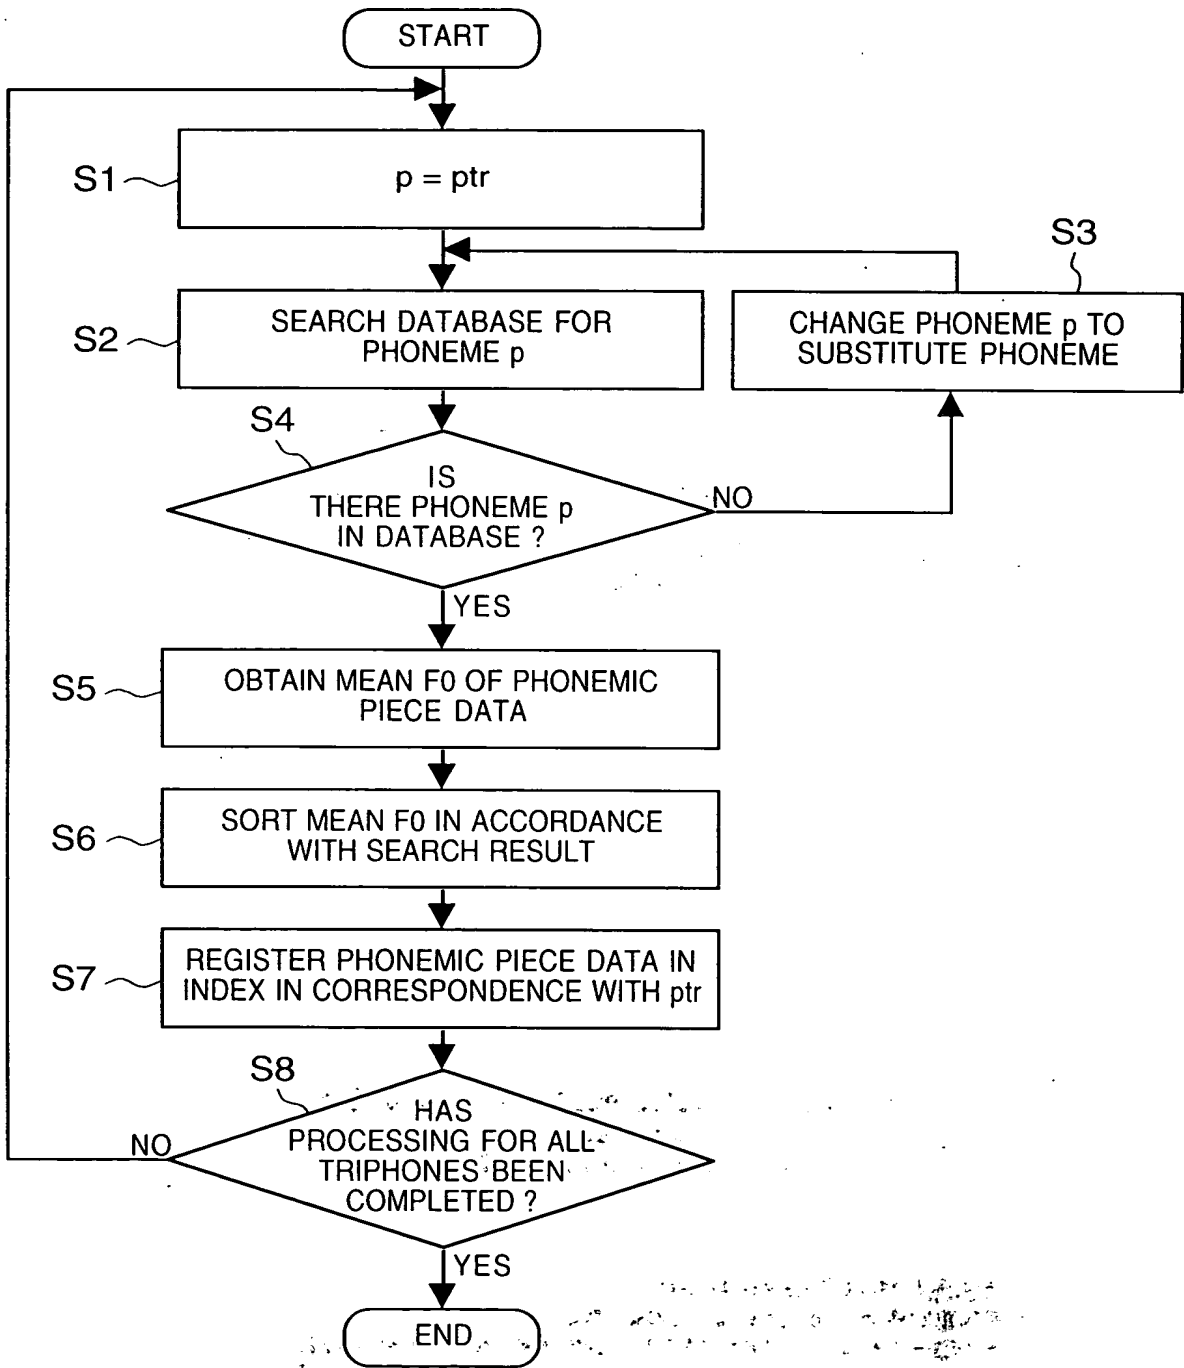 START
S1
p = ptr
S3
S2
SEARCH DATABASE FOR
PHONEME p
CHANGE PHONEME p TO
SUBSTITUTE PHONEME
S4
IS
THERE PHONEME p
IN DATABASE ?
NO
YES
S5
OBTAIN MEAN F0 OF PHONEMIC
PIECE DATA
S6
SORT MEAN F0 IN ACCORDANCE
WITH SEARCH RESULT
S7
REGISTER PHONEMIC PIECE DATA IN
INDEX IN CORRESPONDENCE WITH ptr
S8
HAS
PROCESSING FOR ALL
TRIPHONES BEEN
COMPLETED ?
NO
YES
END